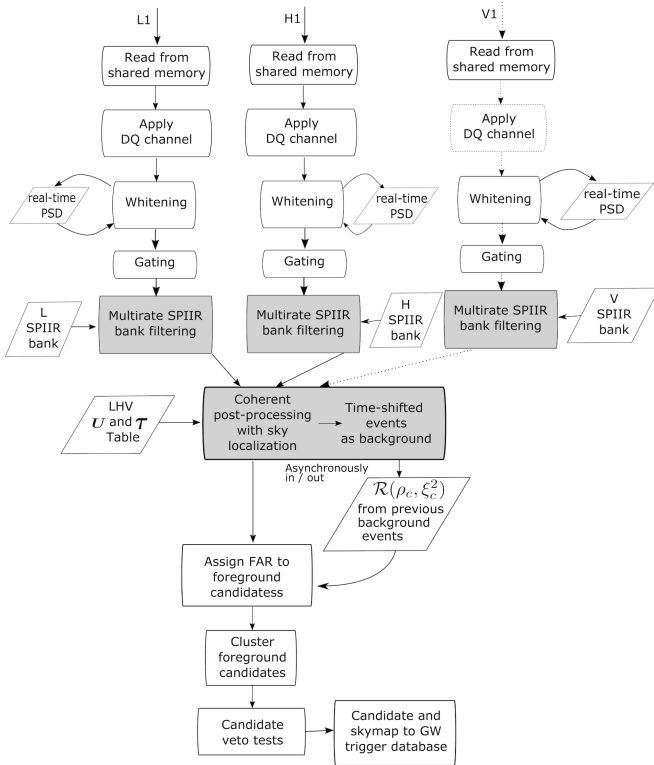 L1
H1
V1
Read from
shared memory
Read from
shared memory
Read from
shared memory
Apply
DQ channel
Apply
DQ channel
Apply
DQ channel
real-time
PSD
Whitening
Whitening
real-time
PSD
Whitening
real-time
PSD
Gating
Gating
Gating
L
SPIIR
bank
Multirate SPIIR
bank filtering
Multirate SPIIR
bank filtering
H
SPIIR
bank
Multirate SPIIR
bank filtering
V
SPIIR
bank
LHV
U and τ
Table
Coherent
post-processing
with sky
localization
Time-shifted
events
as background
Asynchronously
in / out
R(ρ_c, ξ_c^2)
from previous
background
events
Assign FAR to
foreground
candidatess
Cluster
foreground
candidates
Candidate
veto tests
Candidate and
skymap to GW
trigger database